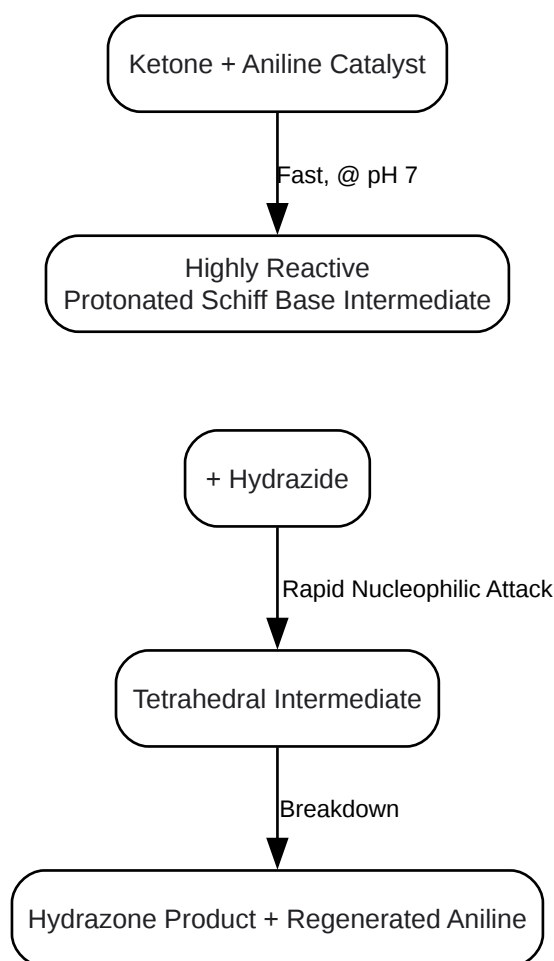 Ketone + Aniline Catalyst
Fast, @ pH 7
Highly Reactive
Protonated Schiff Base Intermediate
+ Hydrazide
Rapid Nucleophilic Attack
Tetrahedral Intermediate
Breakdown
Hydrazone Product + Regenerated Aniline